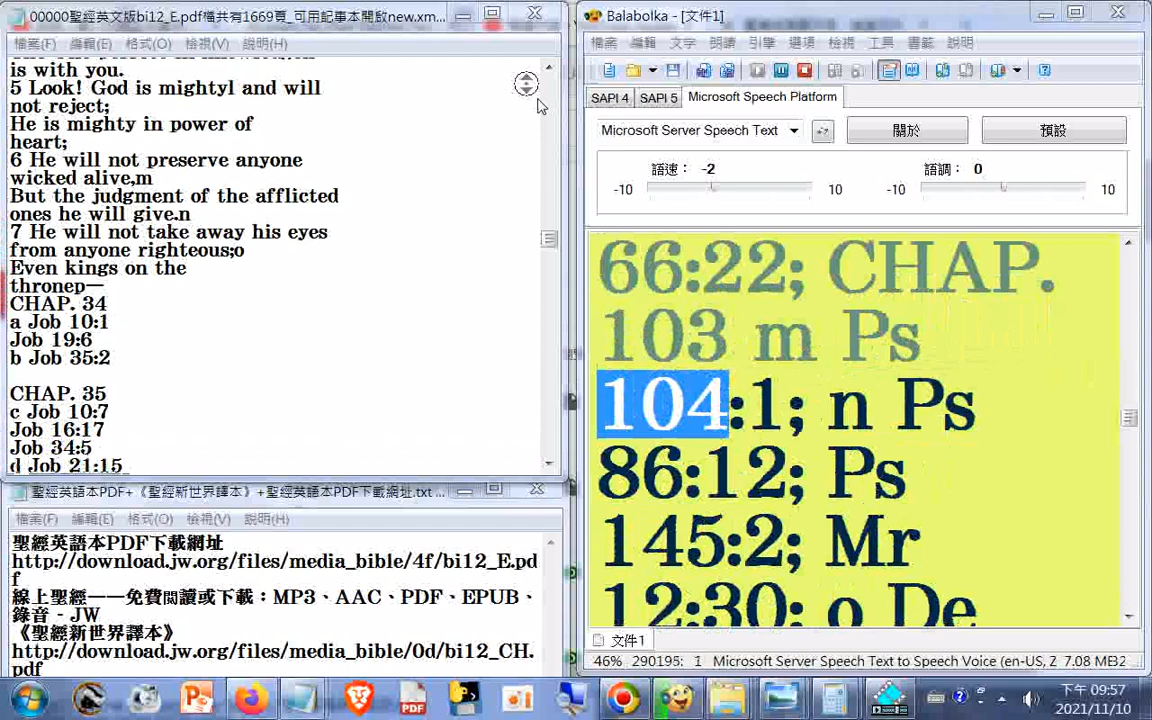 00000聖經英文版bi12_E.pdf檔共有1669頁_可用記事本開啟new.xm...
檔案(F) 編輯(E) 格式(O) 檢視(V) 說明(H)
is with you.
5 Look! God is mightyl and will
not reject;
He is mighty in power of
heart;
6 He will not preserve anyone
wicked alive,m
But the judgment of the afflicted
ones he will give.n
7 He will not take away his eyes
from anyone righteous;o
Even kings on the
thronep—
CHAP. 34
a Job 10:1
Job 19:6
b Job 35:2
CHAP. 35
c Job 10:7
Job 16:17
Job 34:5
d Job 21:15
聖經英語本PDF+《聖經新世界譯本》+聖經英語本PDF下載網址.txt ...
檔案(F) 編輯(E) 格式(O) 檢視(V) 說明(H)
聖經英語本PDF下載網址
http://download.jw.org/files/media_bible/4f/bi12_E.pd
f
線上聖經——免費閱讀或下載：MP3、AAC、PDF、EPUB、
錄音 - JW
《聖經新世界譯本》
http://download.jw.org/files/media_bible/0d/bi12_CH.
pdf
Balabolka - [文件1]
檔案 編輯 文字 朗讀 引擎 選項 檢視 工具 書籤 說明
SAPI 4 SAPI 5 Microsoft Speech Platform
Microsoft Server Speech Text 關於 預設
語速： -2 語調： 0
-10 10 -10 10
66:22; CHAP.
103 m Ps
104:1; n Ps
86:12; Ps
145:2; Mr
12:30; o De
文件1
46% 290195: 1 Microsoft Server Speech Text to Speech Voice (en-US, Z 7.08 MB2
下午 09:57
2021/11/10